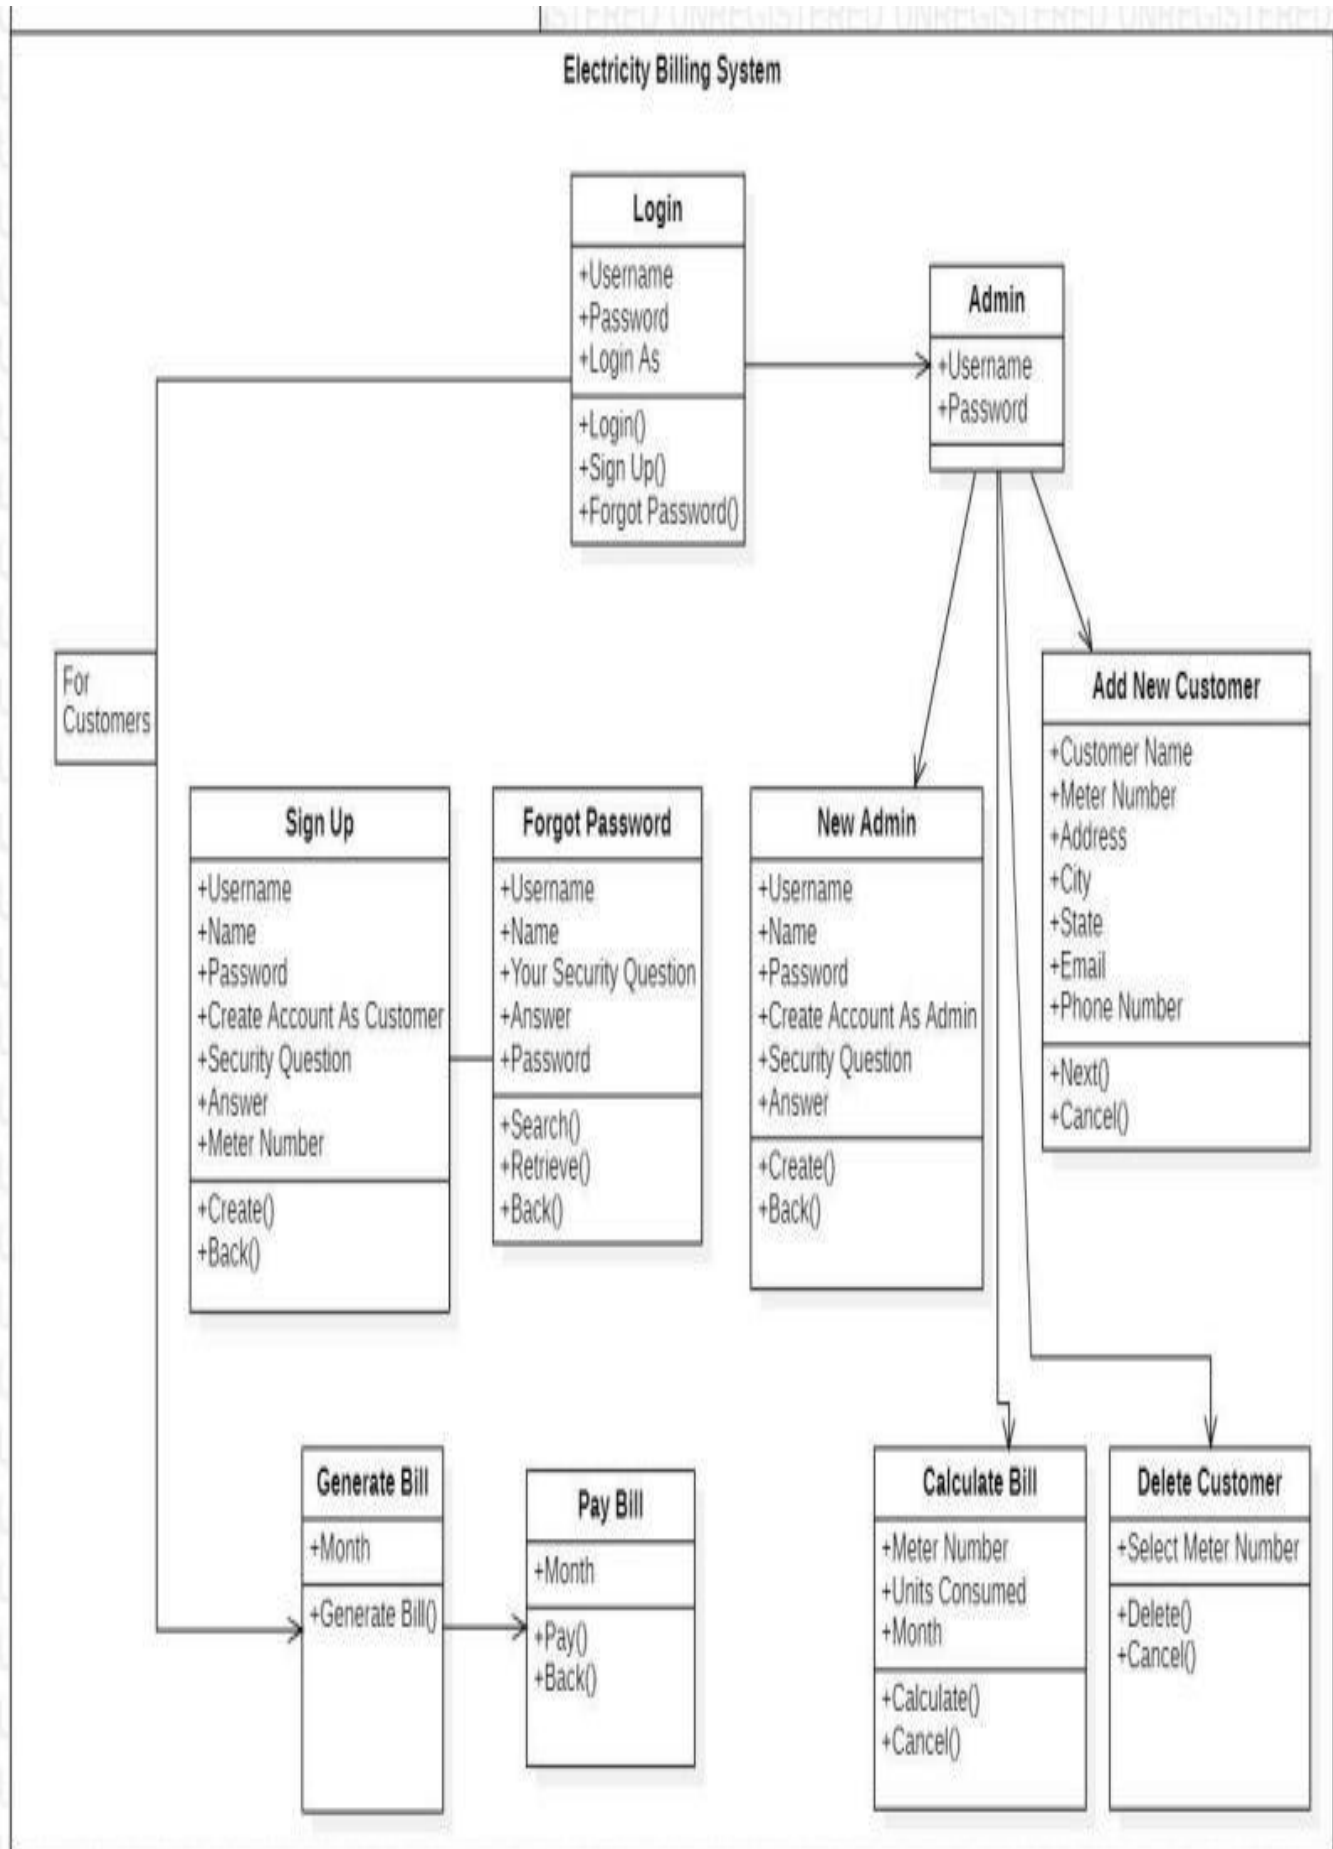 UNREGISTERED UNREGISTERED UNREGISTERED
Electricity Billing System
Login
+Username
+Password
+Login As
+Login()
+Sign Up()
+Forgot Password()
Admin
+Username
+Password
For
Customers
Add New Customer
+Customer Name
+Meter Number
+Address
+City
+State
+Email
+Phone Number
+Next()
+Cancel()
Sign Up
+Username
+Name
+Password
+Create Account As Customer
+Security Question
+Answer
+Meter Number
+Create()
+Back()
Forgot Password
+Username
+Name
+Your Security Question
+Answer
+Password
+Search()
+Retrieve()
+Back()
New Admin
+Username
+Name
+Password
+Create Account As Admin
+Security Question
+Answer
+Create()
+Back()
Generate Bill
+Month
+Generate Bill()
Pay Bill
+Month
+Pay()
+Back()
Calculate Bill
+Meter Number
+Units Consumed
+Month
+Calculate()
+Cancel()
Delete Customer
+Select Meter Number
+Delete()
+Cancel()